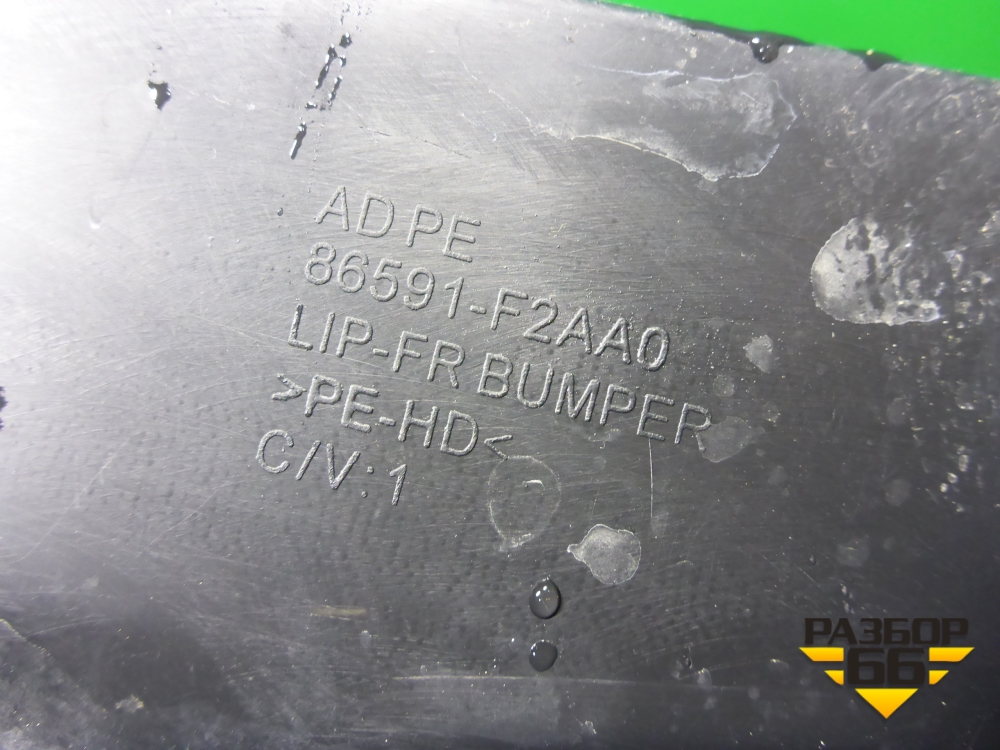 AD PE
86591-F2AA0
LIP-FR BUMPER
>PE-HD<
C/V:1
РАЗБОР
66